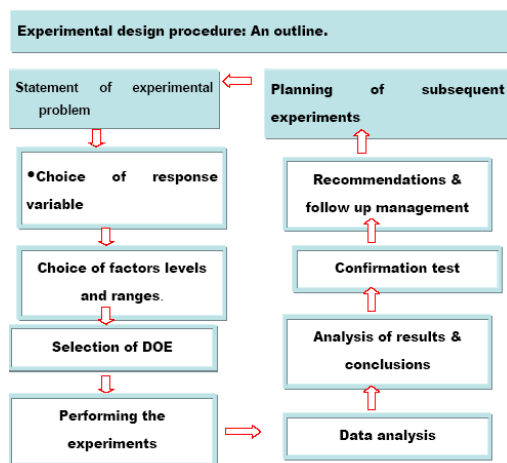 Experimental design procedure: An outline.
Statement of experimental
problem
•Choice of response
variable
Choice of factors levels
and ranges.
Selection of DOE
Performing the
experiments
Planning of subsequent
experiments
Recommendations &
follow up management
Confirmation test
Analysis of results &
conclusions
Data analysis